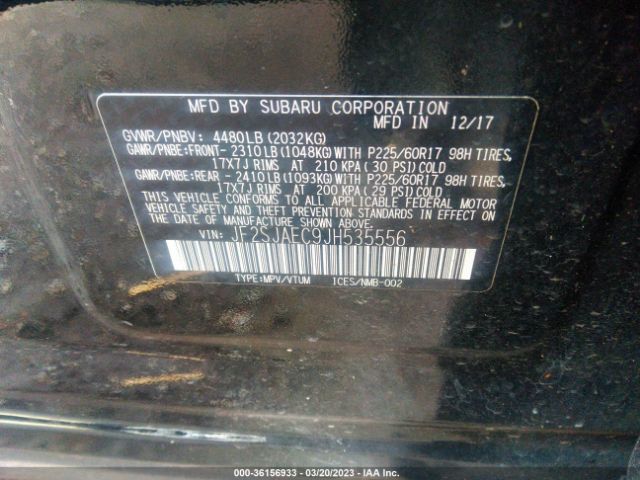 MFD BY SUBARU CORPORATION
MFD IN 12/17
GVWR/PNBV: 4480LB(2032KG)
GAWR/PNBE:FRONT-2310LB(1048KG)WITH P225/60R17 98H TIRES,
17X7J RIMS AT 210 KPA(30 PSI)COLD
GAWR/PNBE:REAR -2410LB(1093KG)WITH P225/60R17 98H TIRES,
17X7J RIMS AT 200 KPA(29 PSI)COLD
THIS VEHICLE CONFORMS TO ALL APPLICABLE FEDERAL MOTOR
VEHICLE SAFETY AND THEFT PREVENTION STANDARDS IN EFFECT
ON THE DATE OF MANUFACTURE SHOWN ABOVE.
VIN: JF2SJAEC9JH535556
TYPE:MPV/VTUM ICES/NMB-002
000-36156933 - 03/20/2023 - IAA Inc.